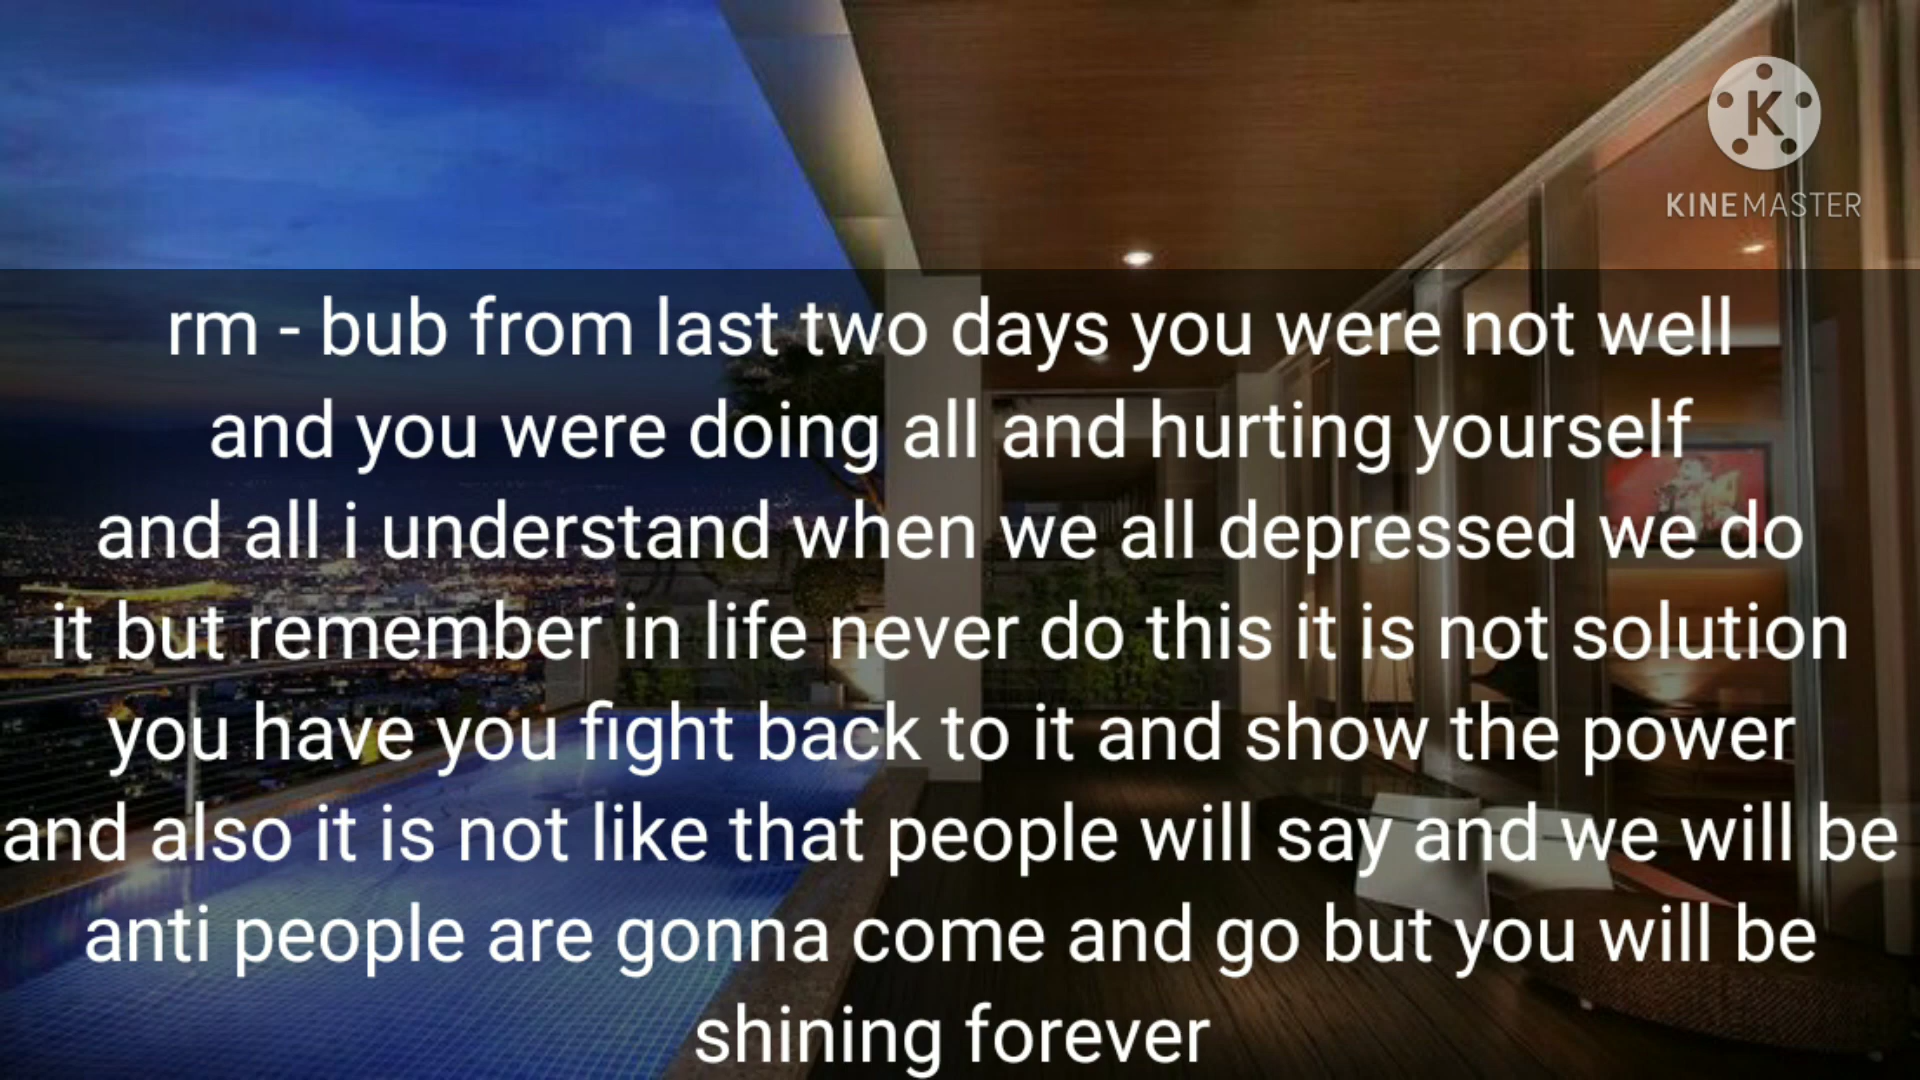 K
KINEMASTER
rm - bub from last two days you were not well
and you were doing all and hurting yourself
and all i understand when we all depressed we do
it but remember in life never do this it is not solution
you have you fight back to it and show the power
and also it is not like that people will say and we will be
anti people are gonna come and go but you will be
shining forever